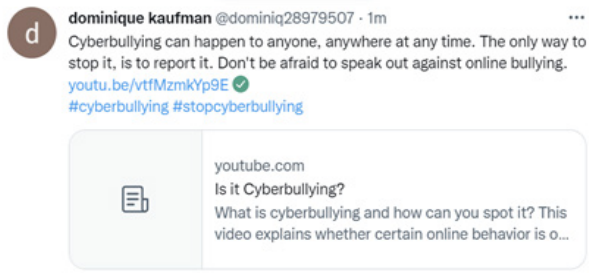 dominique kaufman @dominiq28979507 · 1m
d
Cyberbullying can happen to anyone, anywhere at any time. The only way to
stop it, is to report it. Don't be afraid to speak out against online bullying.
youtu.be/vtfMzmkYp9E
#cyberbullying #stopcyberbullying
youtube.com
Is it Cyberbullying?
What is cyberbullying and how can you spot it? This
video explains whether certain online behavior is o...